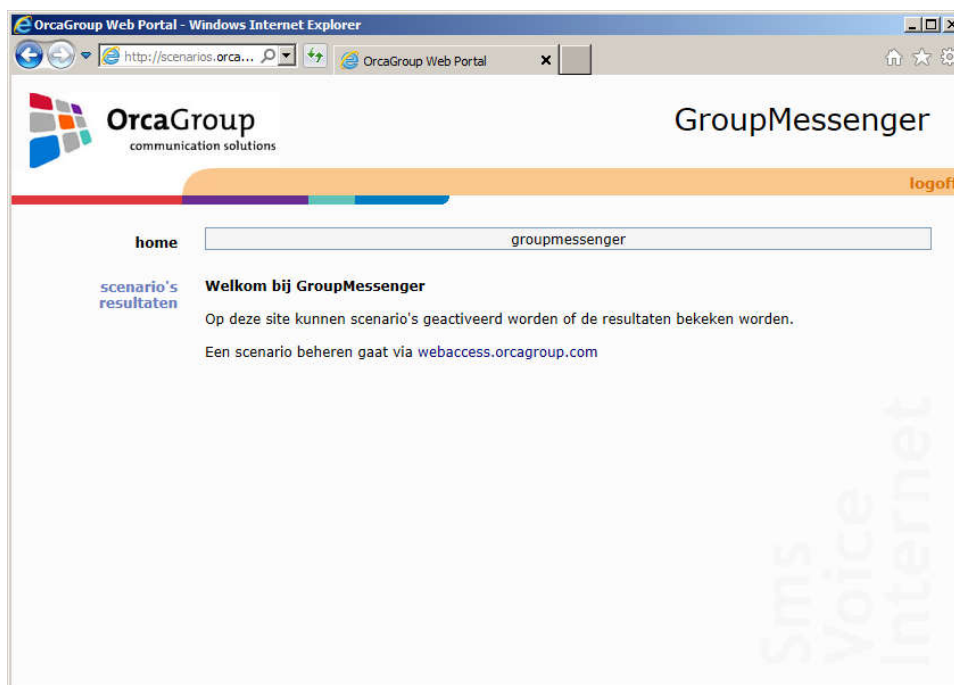 OrcaGroup Web Portal - Windows Internet Explorer
http://scenarios.orca...
OrcaGroup Web Portal
OrcaGroup
communication solutions
GroupMessenger
logoff
home
groupmessenger
scenario's
resultaten
Welkom bij GroupMessenger
Op deze site kunnen scenario's geactiveerd worden of de resultaten bekeken worden.
Een scenario beheren gaat via webaccess.orcagroup.com
Sms
Voice
Internet